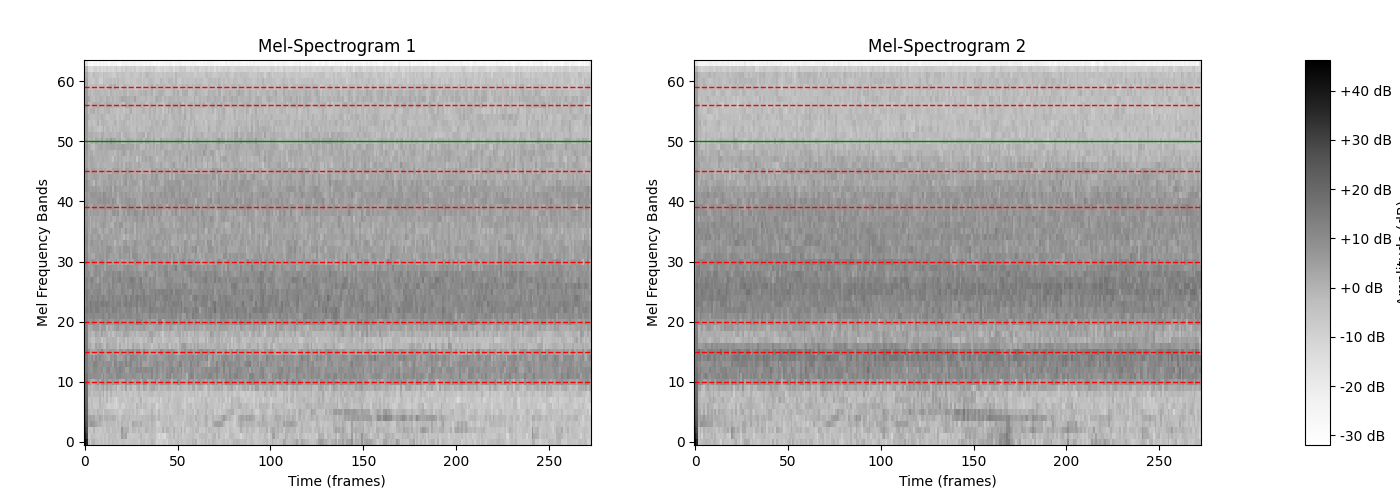 Mel-Spectrogram 1
Mel Frequency Bands
60
50
40
30
20
10
0
0 50 100 150 200 250
Time (frames)
Mel-Spectrogram 2
Mel Frequency Bands
60
50
40
30
20
10
0
0 50 100 150 200 250
Time (frames)
+40 dB
+30 dB
+20 dB
+10 dB
+0 dB
-10 dB
-20 dB
-30 dB